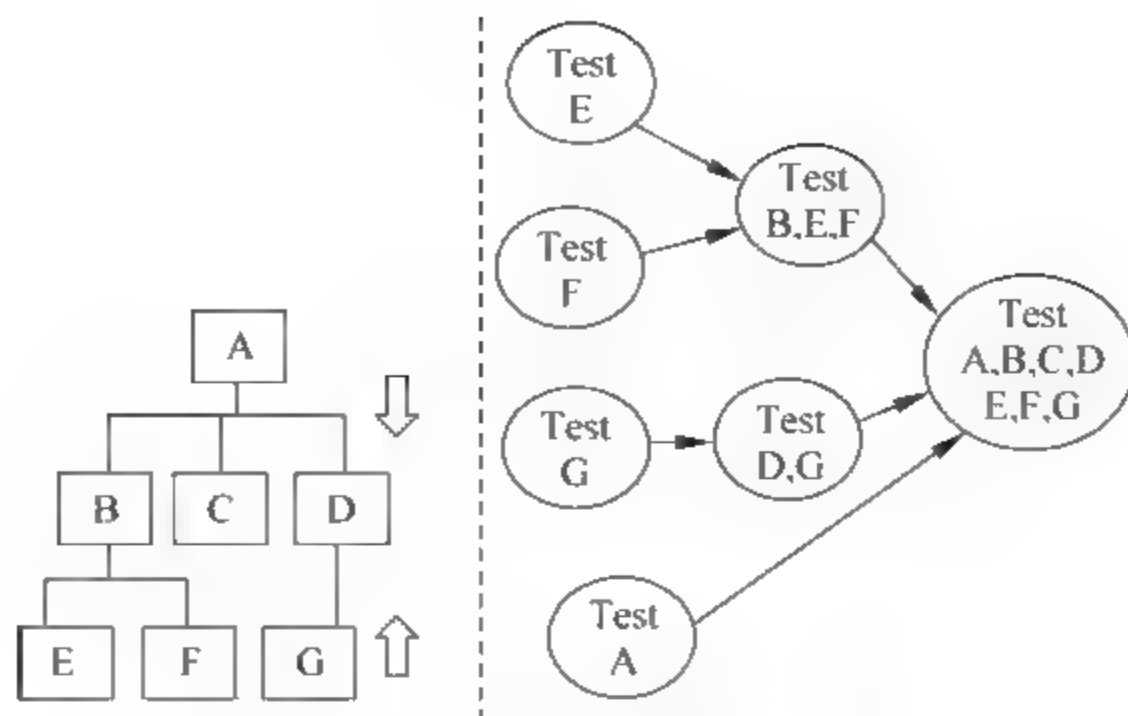 A
B C D
E F G
Test
E
Test
F
Test
B,E,F
Test
G
Test
D,G
Test
A,B,C,D
E,F,G
Test
A